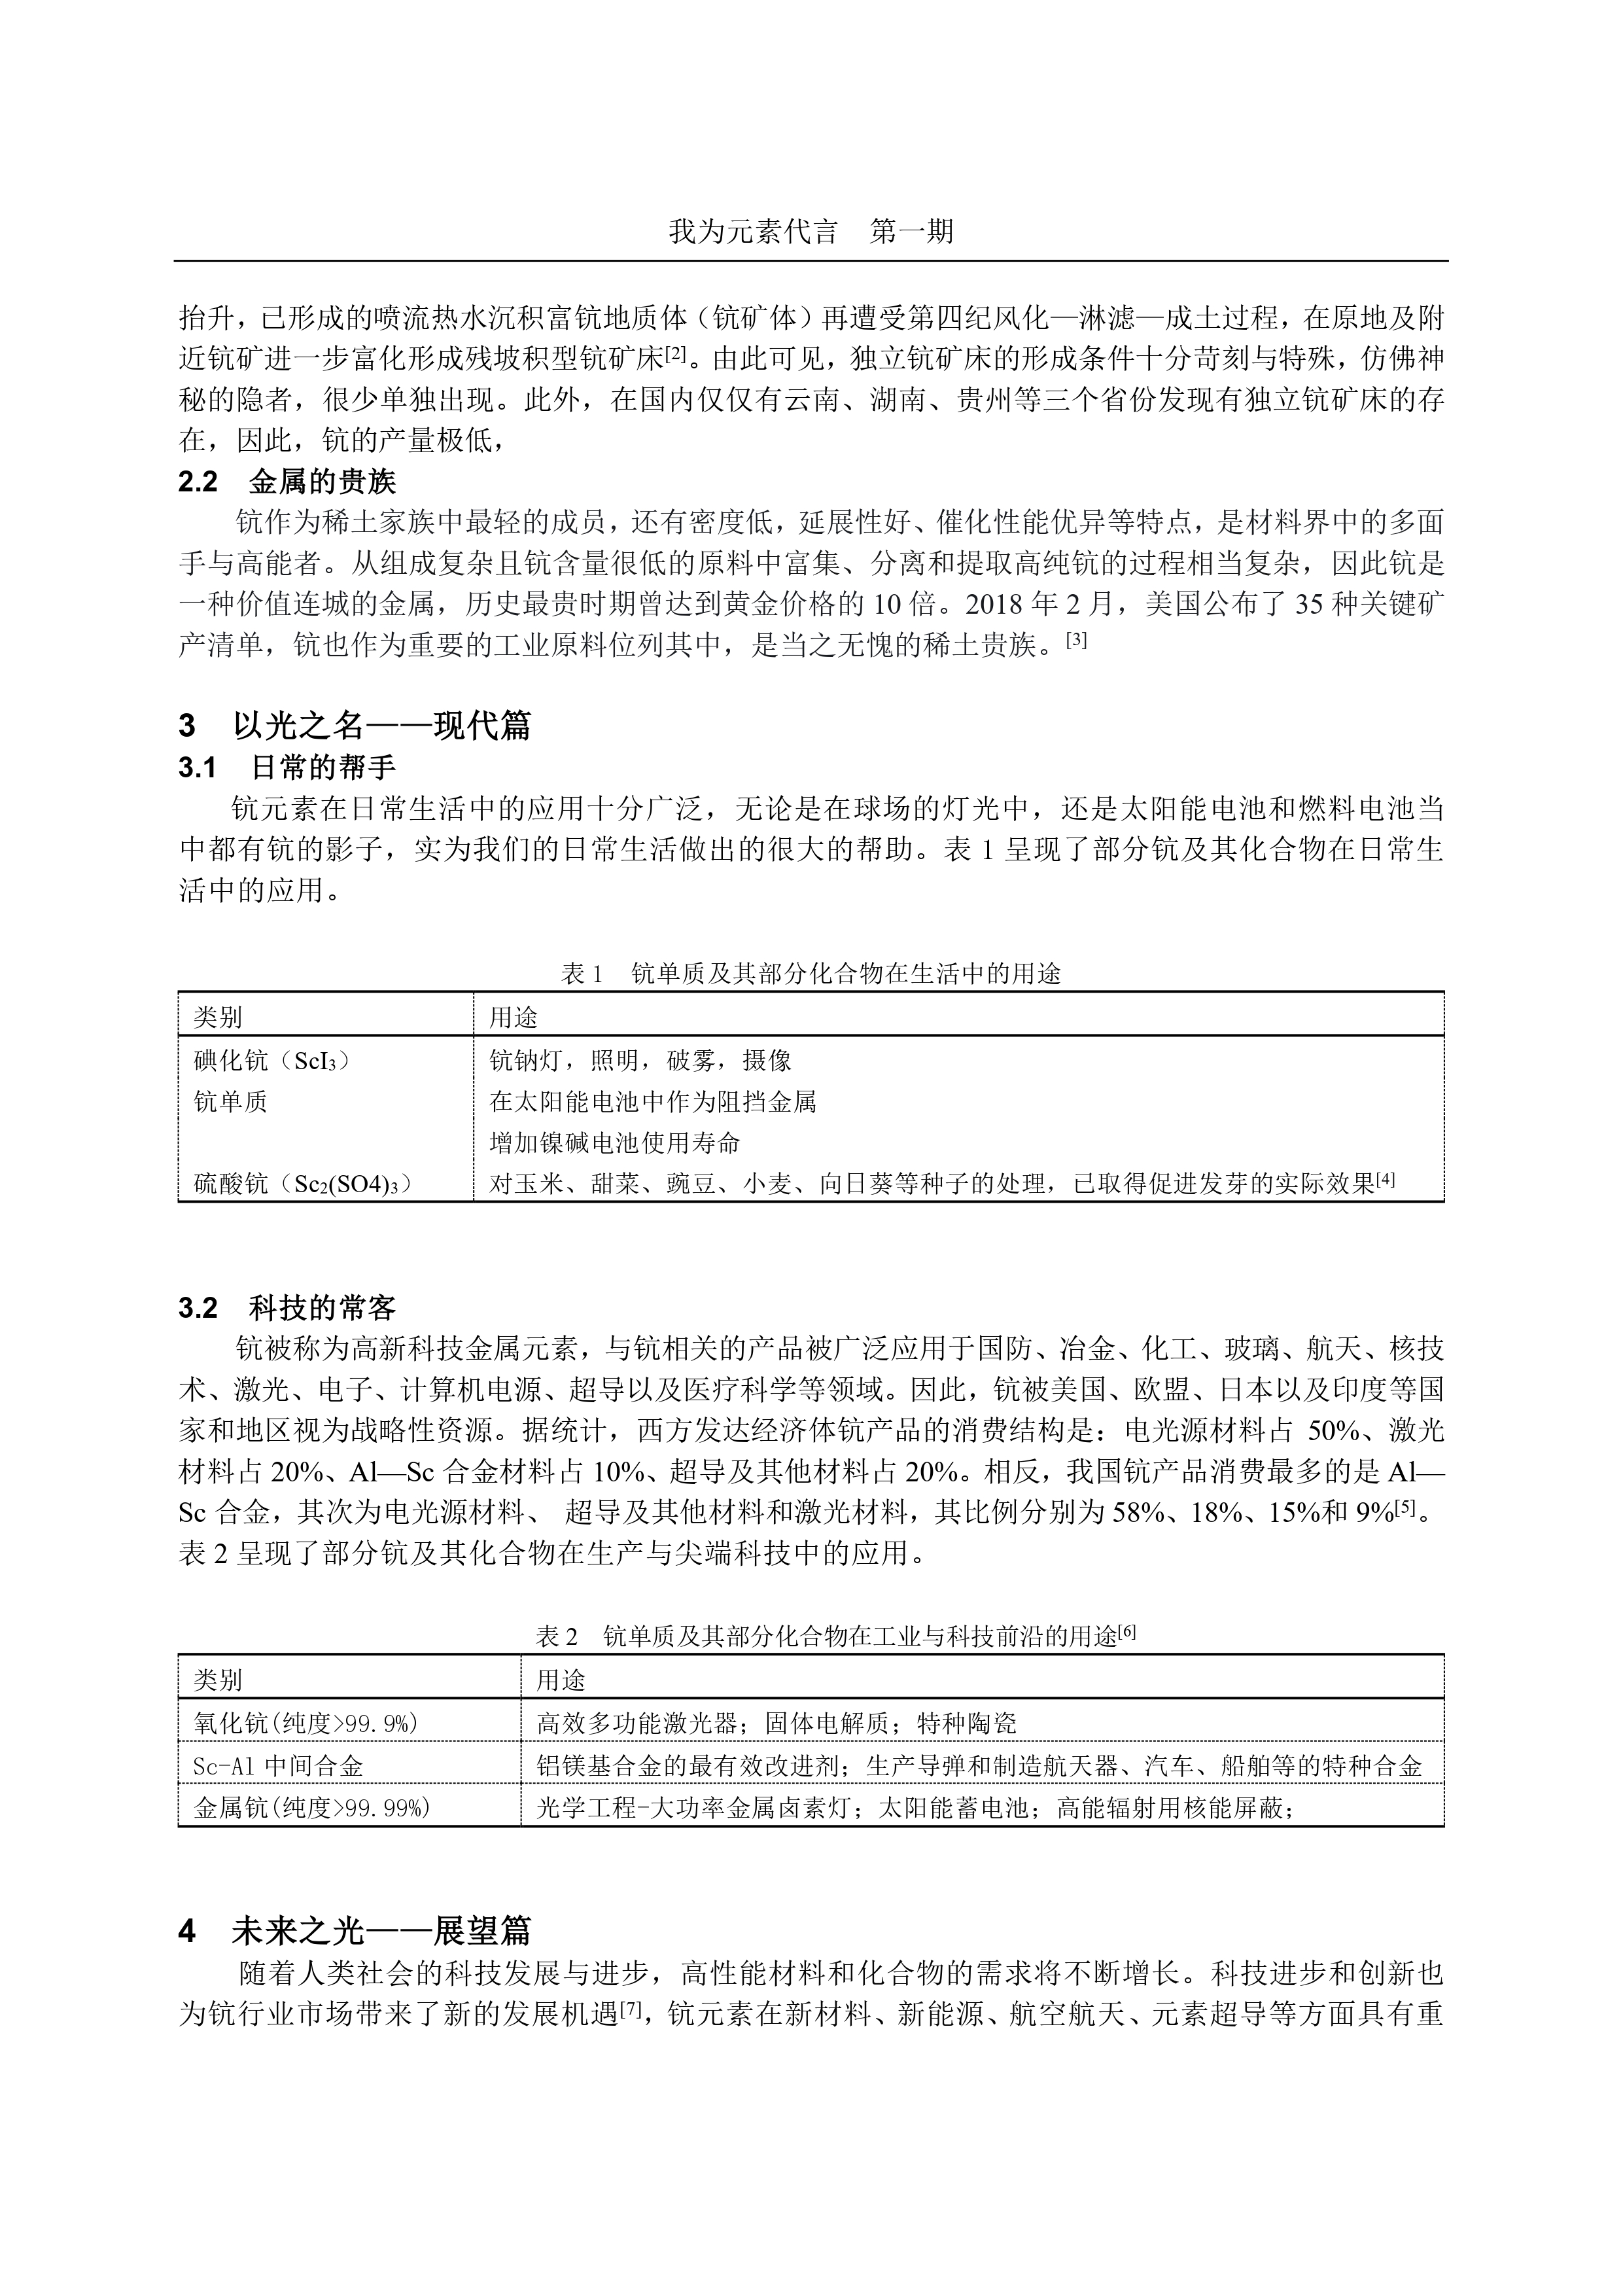 我为元素代言　第一期
抬升，已形成的喷流热水沉积富钪地质体（钪矿体）再遭受第四纪风化—淋滤—成土过程，在原地及附
近钪矿进一步富化形成残坡积型钪矿床[2]。由此可见，独立钪矿床的形成条件十分苛刻与特殊，仿佛神
秘的隐者，很少单独出现。此外，在国内仅仅有云南、湖南、贵州等三个省份发现有独立钪矿床的存
在，因此，钪的产量极低，
2.2　金属的贵族
钪作为稀土家族中最轻的成员，还有密度低，延展性好、催化性能优异等特点，是材料界中的多面
手与高能者。从组成复杂且钪含量很低的原料中富集、分离和提取高纯钪的过程相当复杂，因此钪是
一种价值连城的金属，历史最贵时期曾达到黄金价格的 10 倍。2018 年 2 月，美国公布了 35 种关键矿
产清单，钪也作为重要的工业原料位列其中，是当之无愧的稀土贵族。[3]
3　以光之名——现代篇
3.1　日常的帮手
钪元素在日常生活中的应用十分广泛，无论是在球场的灯光中，还是太阳能电池和燃料电池当
中都有钪的影子，实为我们的日常生活做出的很大的帮助。表 1 呈现了部分钪及其化合物在日常生
活中的应用。
表 1　钪单质及其部分化合物在生活中的用途
类别　用途
碘化钪（ScI3）　钪钠灯，照明，破雾，摄像
钪单质　在太阳能电池中作为阻挡金属
增加镍碱电池使用寿命
硫酸钪（Sc2(SO4)3）　对玉米、甜菜、豌豆、小麦、向日葵等种子的处理，已取得促进发芽的实际效果[4]
3.2　科技的常客
钪被称为高新科技金属元素，与钪相关的产品被广泛应用于国防、冶金、化工、玻璃、航天、核技
术、激光、电子、计算机电源、超导以及医疗科学等领域。因此，钪被美国、欧盟、日本以及印度等国
家和地区视为战略性资源。据统计，西方发达经济体钪产品的消费结构是：电光源材料占 50%、激光
材料占 20%、Al—Sc 合金材料占 10%、超导及其他材料占 20%。相反，我国钪产品消费最多的是 Al—
Sc 合金，其次为电光源材料、 超导及其他材料和激光材料，其比例分别为 58%、18%、15%和 9%[5]。
表 2 呈现了部分钪及其化合物在生产与尖端科技中的应用。
表 2　钪单质及其部分化合物在工业与科技前沿的用途[6]
类别　用途
氧化钪(纯度>99.9%)　高效多功能激光器；固体电解质；特种陶瓷
Sc-Al 中间合金　铝镁基合金的最有效改进剂；生产导弹和制造航天器、汽车、船舶等的特种合金
金属钪(纯度>99.99%)　光学工程-大功率金属卤素灯；太阳能蓄电池；高能辐射用核能屏蔽；
4　未来之光——展望篇
随着人类社会的科技发展与进步，高性能材料和化合物的需求将不断增长。科技进步和创新也
为钪行业市场带来了新的发展机遇[7]，钪元素在新材料、新能源、航空航天、元素超导等方面具有重